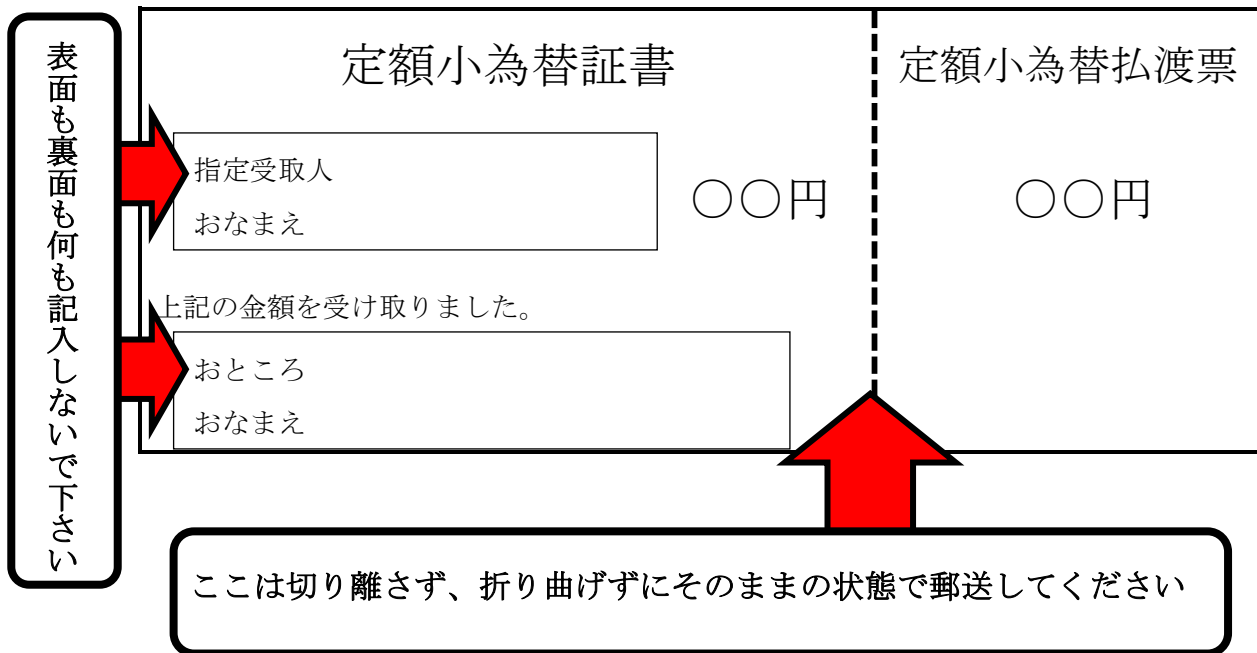 表面も裏面も何も記入しないで下さい
定額小為替証書
定額小為替払渡票
指定受取人
おなまえ
〇〇円
〇〇円
上記の金額を受け取りました。
おところ
おなまえ
ここは切り離さず、折り曲げずにそのままの状態で郵送してください